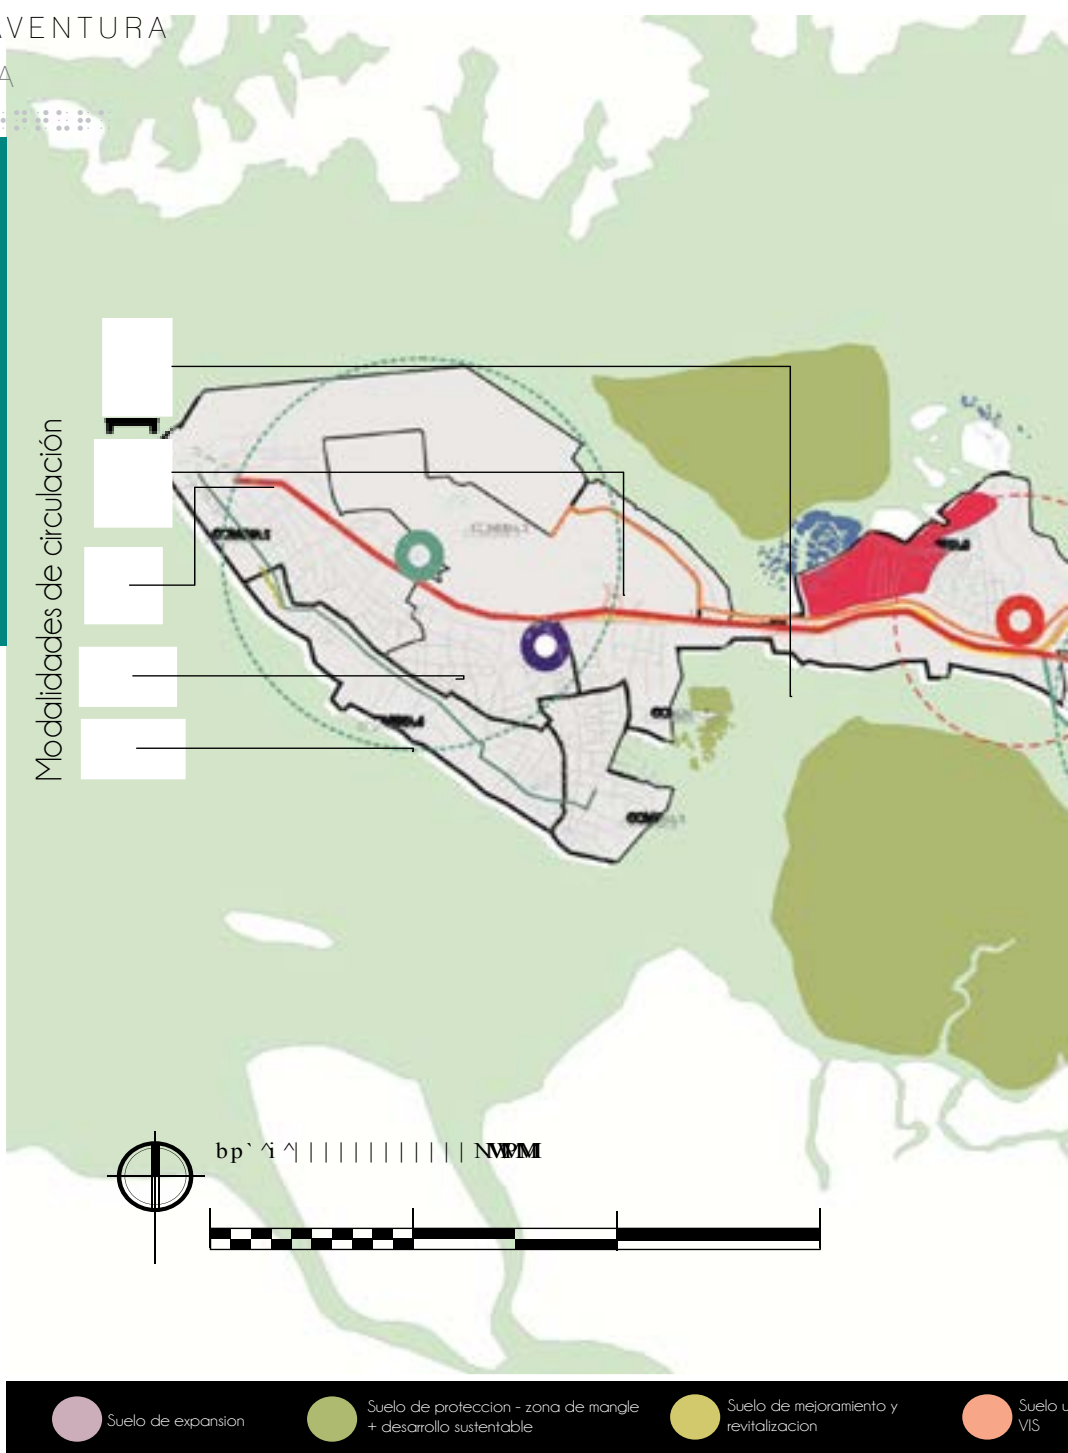 AVENTURA
A
Modalidades de circulación
Suelo de expansion
Suelo de proteccion - zona de mangle
+ desarrollo sustentable
Suelo de mejoramiento y
revitalizacion
Suelo u
VIS